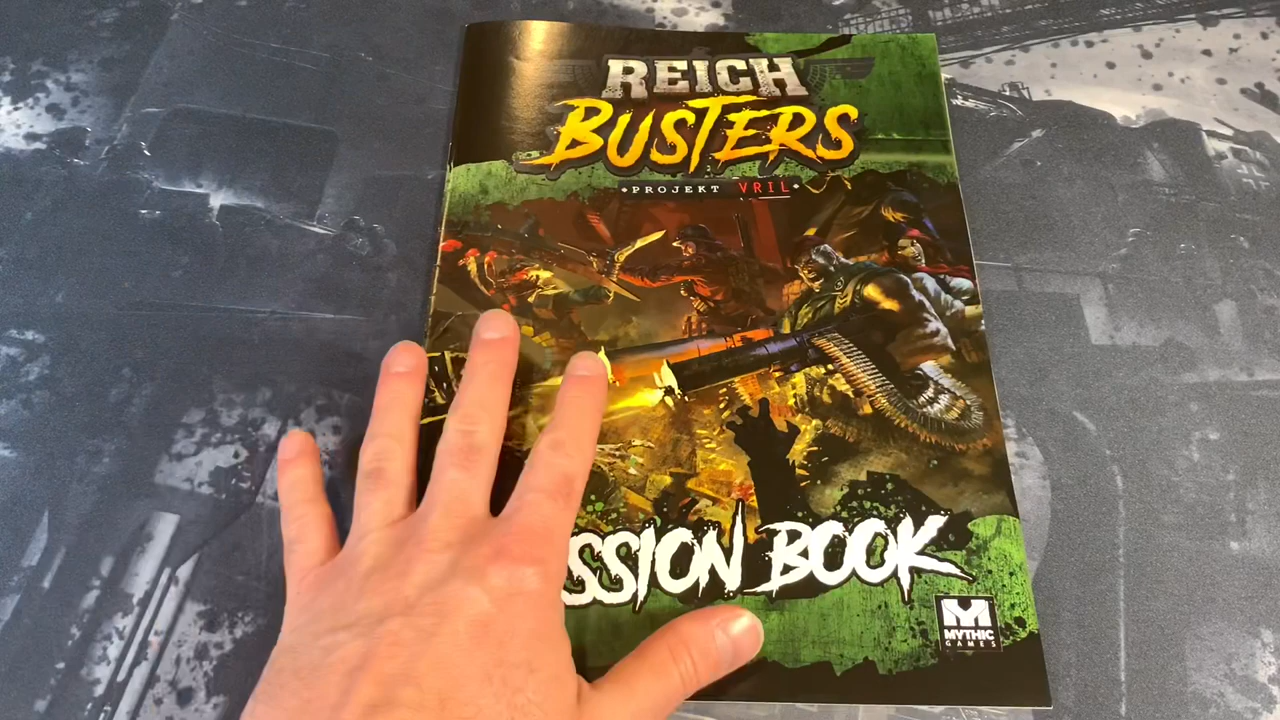 REICH
BUSTERS
PROJEKT VRIL
SSION BOOK
MYTHIC
GAMES